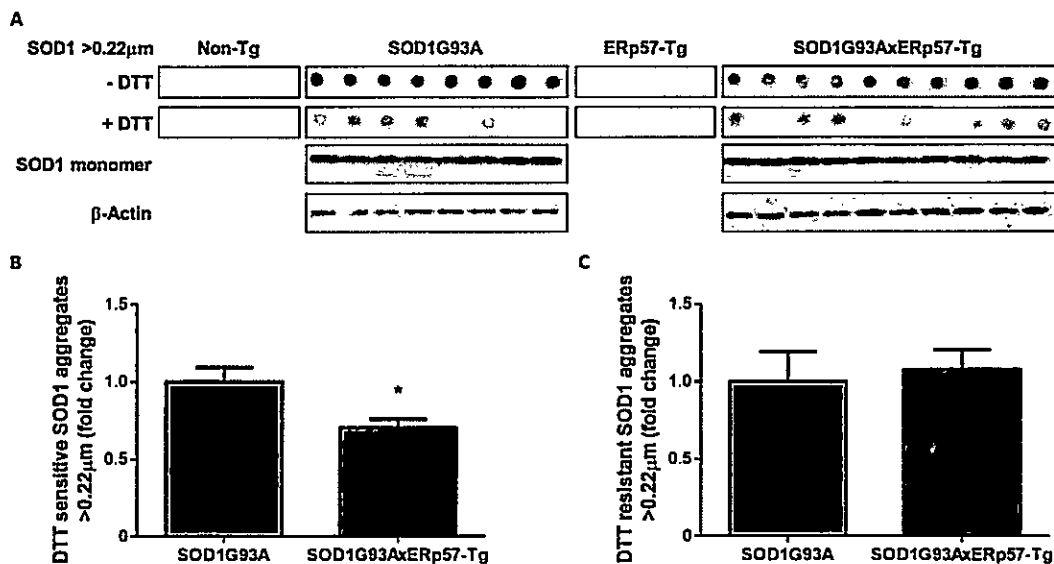 A
SOD1 >0.22µm Non-Tg SOD1G93A ERp57-Tg SOD1G93AxERp57-Tg
- DTT
+ DTT
SOD1 monomer
β-Actin
B
DTT sensitive SOD1 aggregates
>0.22µm (fold change)
1.5
1.0
0.5
0
*
SOD1G93A SOD1G93AxERp57-Tg
C
DTT resistant SOD1 aggregates
>0.22µm (fold change)
1.5
1.0
0.5
0
SOD1G93A SOD1G93AxERp57-Tg